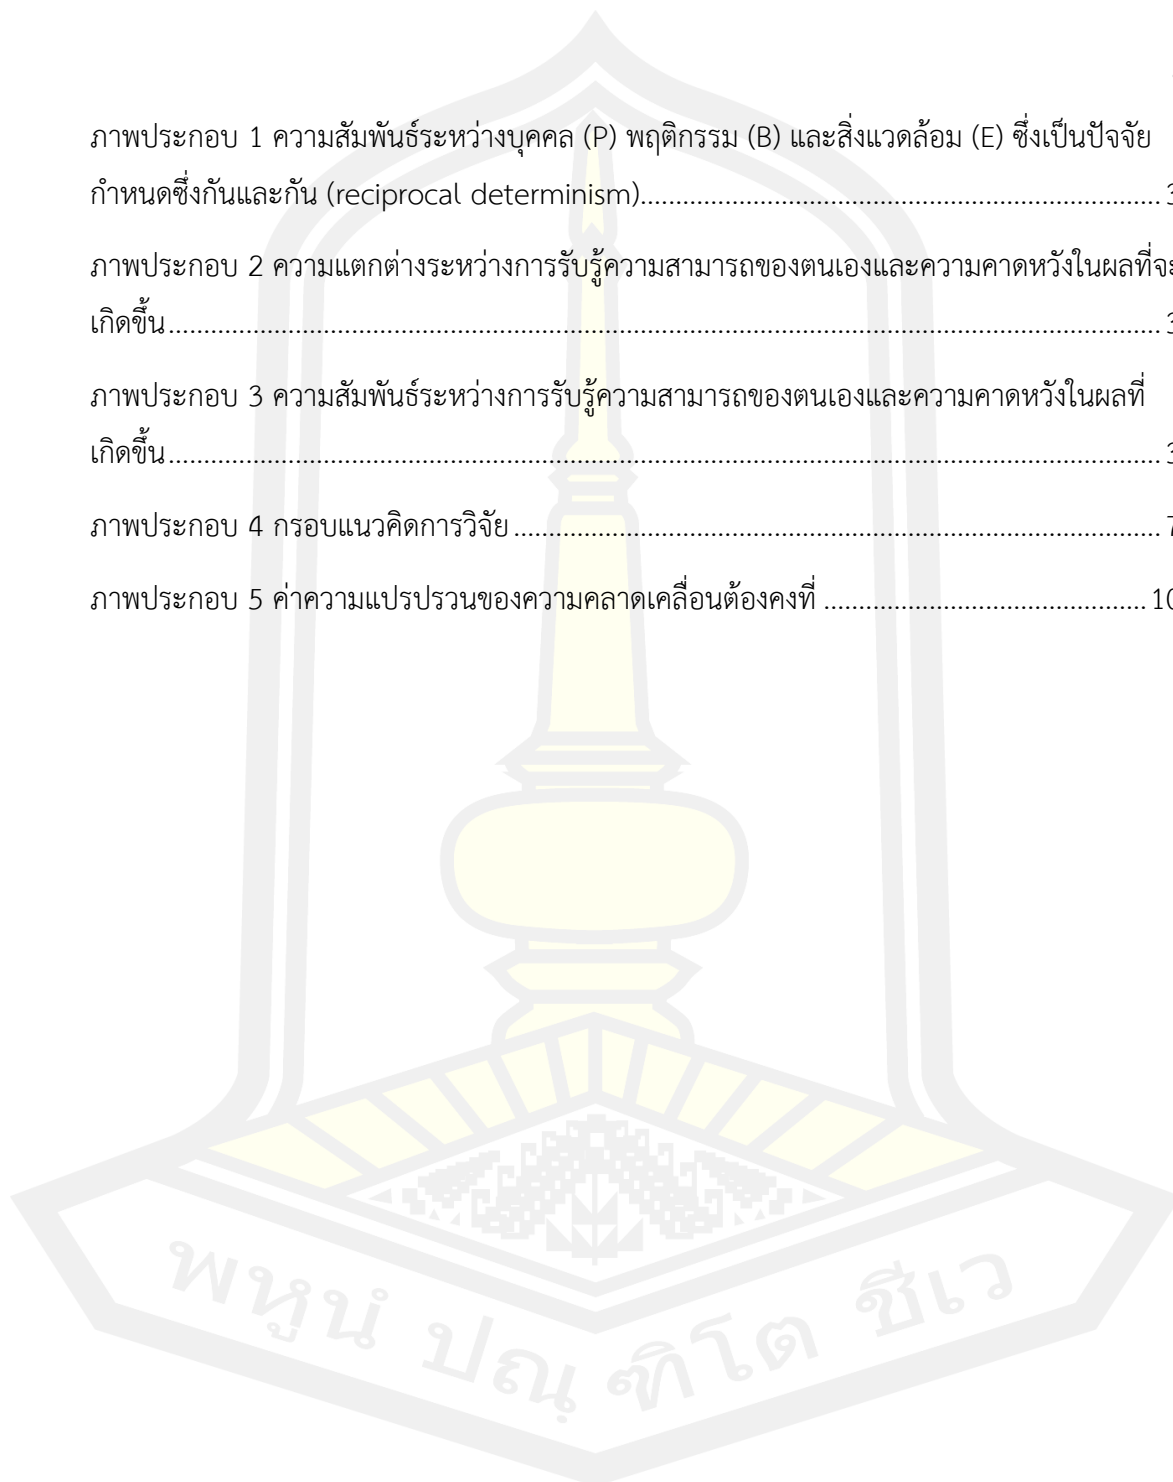 ภาพประกอบ 1 ความสัมพันธ์ระหว่างบุคคล (P) พฤติกรรม (B) และสิ่งแวดล้อม (E) ซึ่งเป็นปัจจัย
กำหนดซึ่งกันและกัน (reciprocal determinism)............................................................................ 3
ภาพประกอบ 2 ความแตกต่างระหว่างการรับรู้ความสามารถของตนเองและความคาดหวังในผลที่จะ
เกิดขึ้น............................................................................................................................................ 3
ภาพประกอบ 3 ความสัมพันธ์ระหว่างการรับรู้ความสามารถของตนเองและความคาดหวังในผลที่
เกิดขึ้น............................................................................................................................................ 3
ภาพประกอบ 4 กรอบแนวคิดการวิจัย ........................................................................................... 7
ภาพประกอบ 5 ค่าความแปรปรวนของความคลาดเคลื่อนต้องคงที่ .............................................. 10
พหูนํ ปณฺฑิโต ชีเว